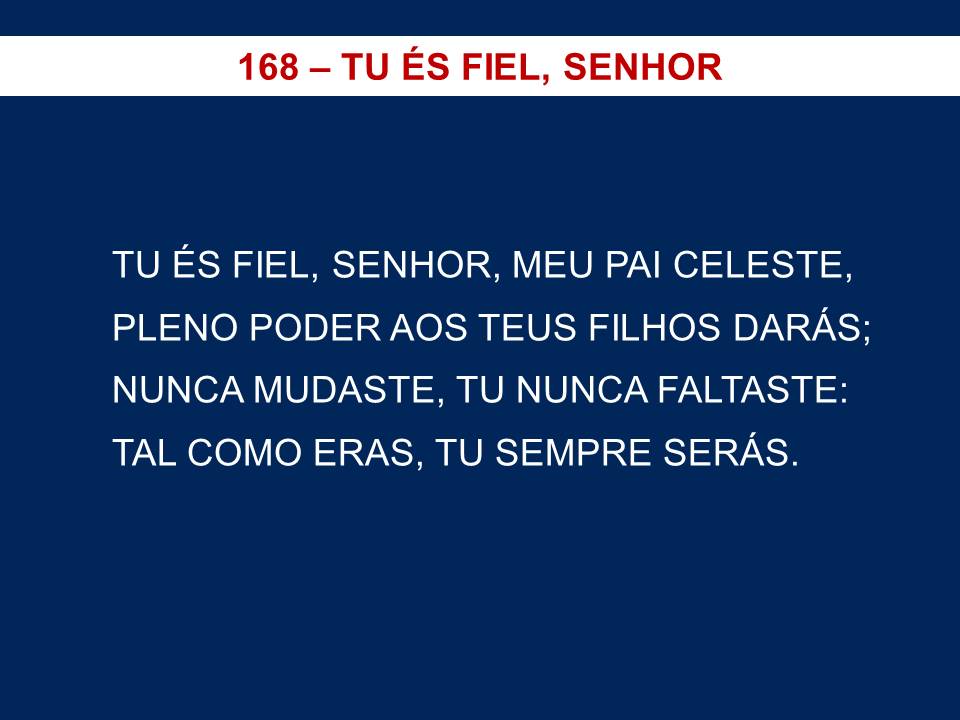 168 – TU ÉS FIEL, SENHOR
TU ÉS FIEL, SENHOR, MEU PAI CELESTE,
PLENO PODER AOS TEUS FILHOS DARÁS;
NUNCA MUDASTE, TU NUNCA FALTASTE:
TAL COMO ERAS, TU SEMPRE SERÁS.